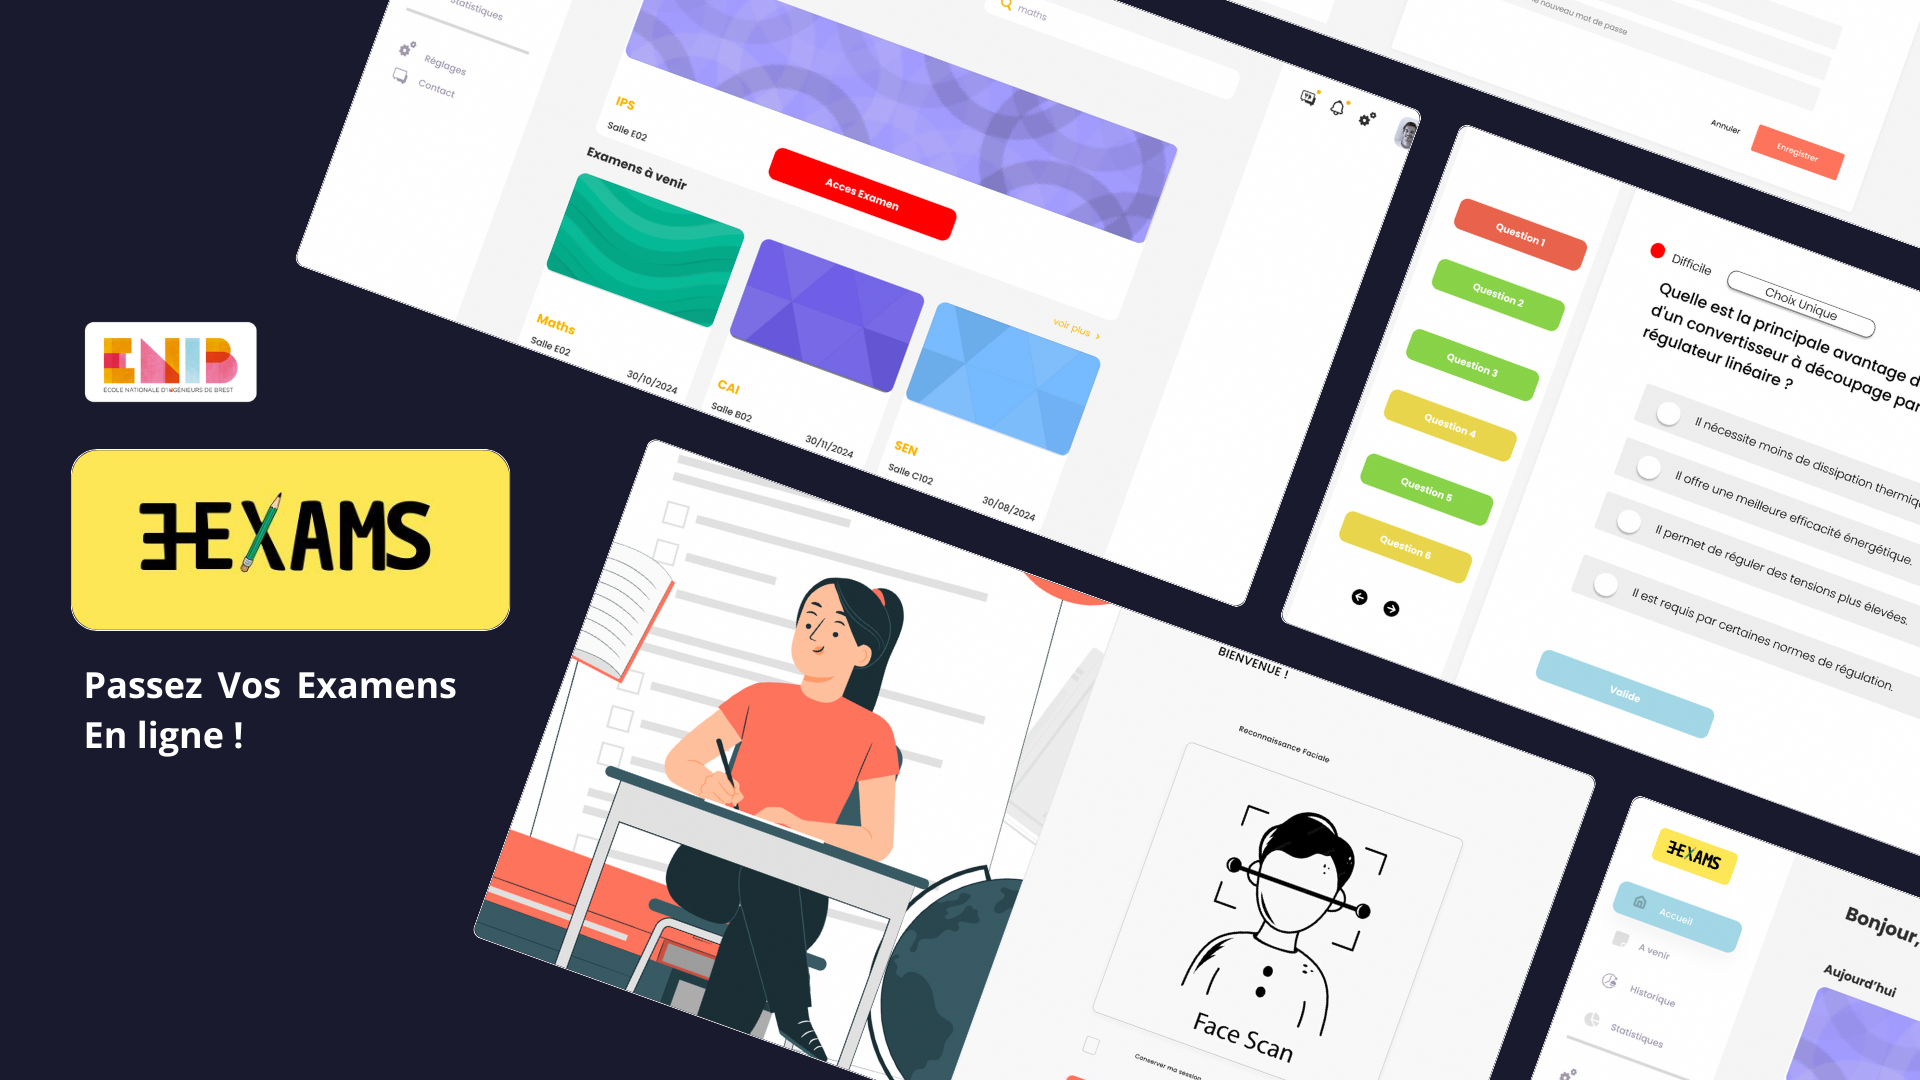 ENIB
ECOLE NATIONALE D'INGÉNIEURS DE BREST
EXAMS
Passez Vos Examens
En ligne !
Statistiques
Réglages
Contact
maths
IPS
Salle E02
Acces Examen
Examens à venir
voir plus >
Maths
Salle E02
30/10/2024
CAI
Salle B02
30/11/2024
SEN
Salle C102
30/08/2024
nouveau mot de passe
Annuler
Enregistrer
Question 1
Question 2
Question 3
Question 4
Question 5
Question 6
Difficile
Choix Unique
Quelle est la principale avantage
d'un convertisseur à découpage par
régulateur linéaire ?
Il nécessite moins de dissipation
Il offre une meilleure efficacité énergétique.
Il permet de réguler des tensions plus élevées.
Il est requis par certaines normes de régulation.
Valide
BIENVENUE !
Reconnaissance Faciale
Face Scan
Conserver ma session
EXAMS
Accueil
A venir
Historique
Statistiques
Bonjour,
Aujourd'hui